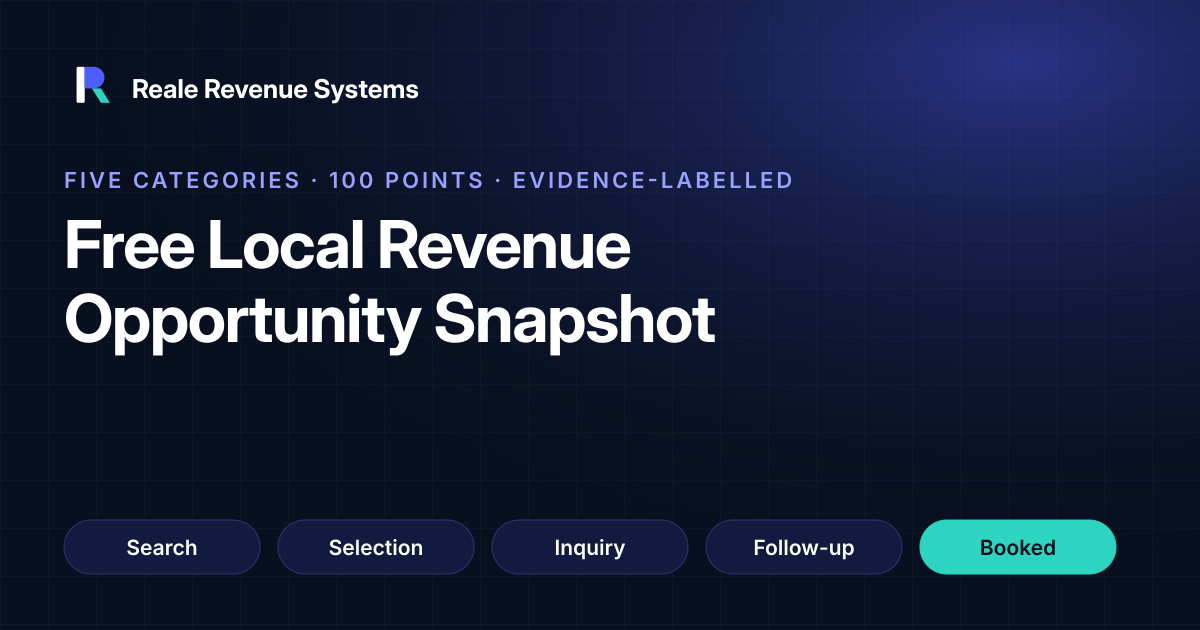 Reale Revenue Systems
FIVE CATEGORIES · 100 POINTS · EVIDENCE-LABELLED
Free Local Revenue
Opportunity Snapshot
Search
Selection
Inquiry
Follow-up
Booked